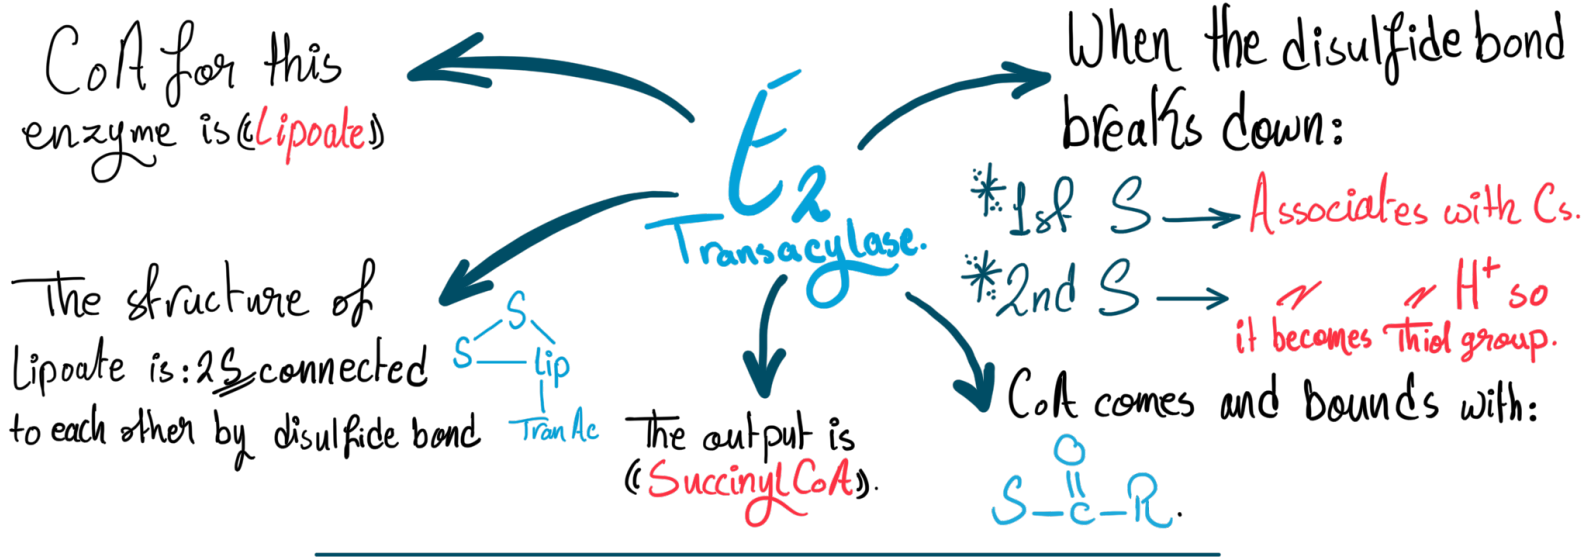 E2
Transacylase.
CoA for this
enzyme is ((Lipoate))
When the disulfide bond
breaks down:
*1st S → Associates with Cs.
*2nd S → 〃 〃 H+ so
it becomes Thiol group.
The structure of
Lipoate is: 2S connected
to each other by disulfide bond
S
S — Lip
TranAc
The output is
((Succinyl CoA)).
CoA comes and bounds with:
O
S — C — R.